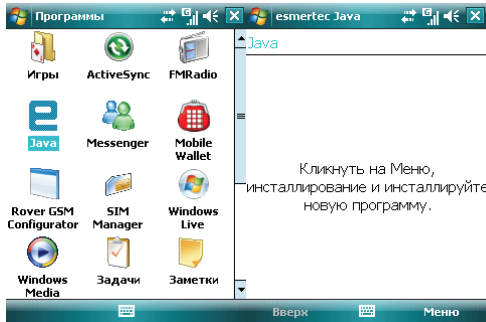 Программы
Игры
ActiveSync
FMRadio
Java
Messenger
Mobile
Wallet
Rover GSM
Configurator
SIM
Manager
Windows
Live
Windows
Media
Задачи
Заметки
esmertec Java
Java
Кликнуть на Меню,
инсталлирование и инсталлируйте
новую программу.
Вверх
Меню